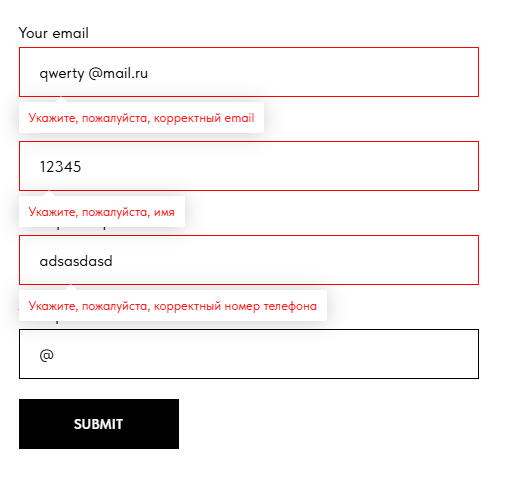 Your email
qwerty @mail.ru
Укажите, пожалуйста, корректный email
12345
Укажите, пожалуйста, имя
adsasdasd
Укажите, пожалуйста, корректный номер телефона
@
SUBMIT